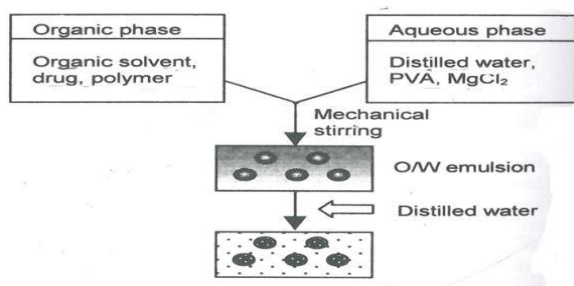 Organic phase
Organic solvent,
drug, polymer
Aqueous phase
Distilled water,
PVA, MgCl₂
Mechanical
stirring
O/W emulsion
Distilled water